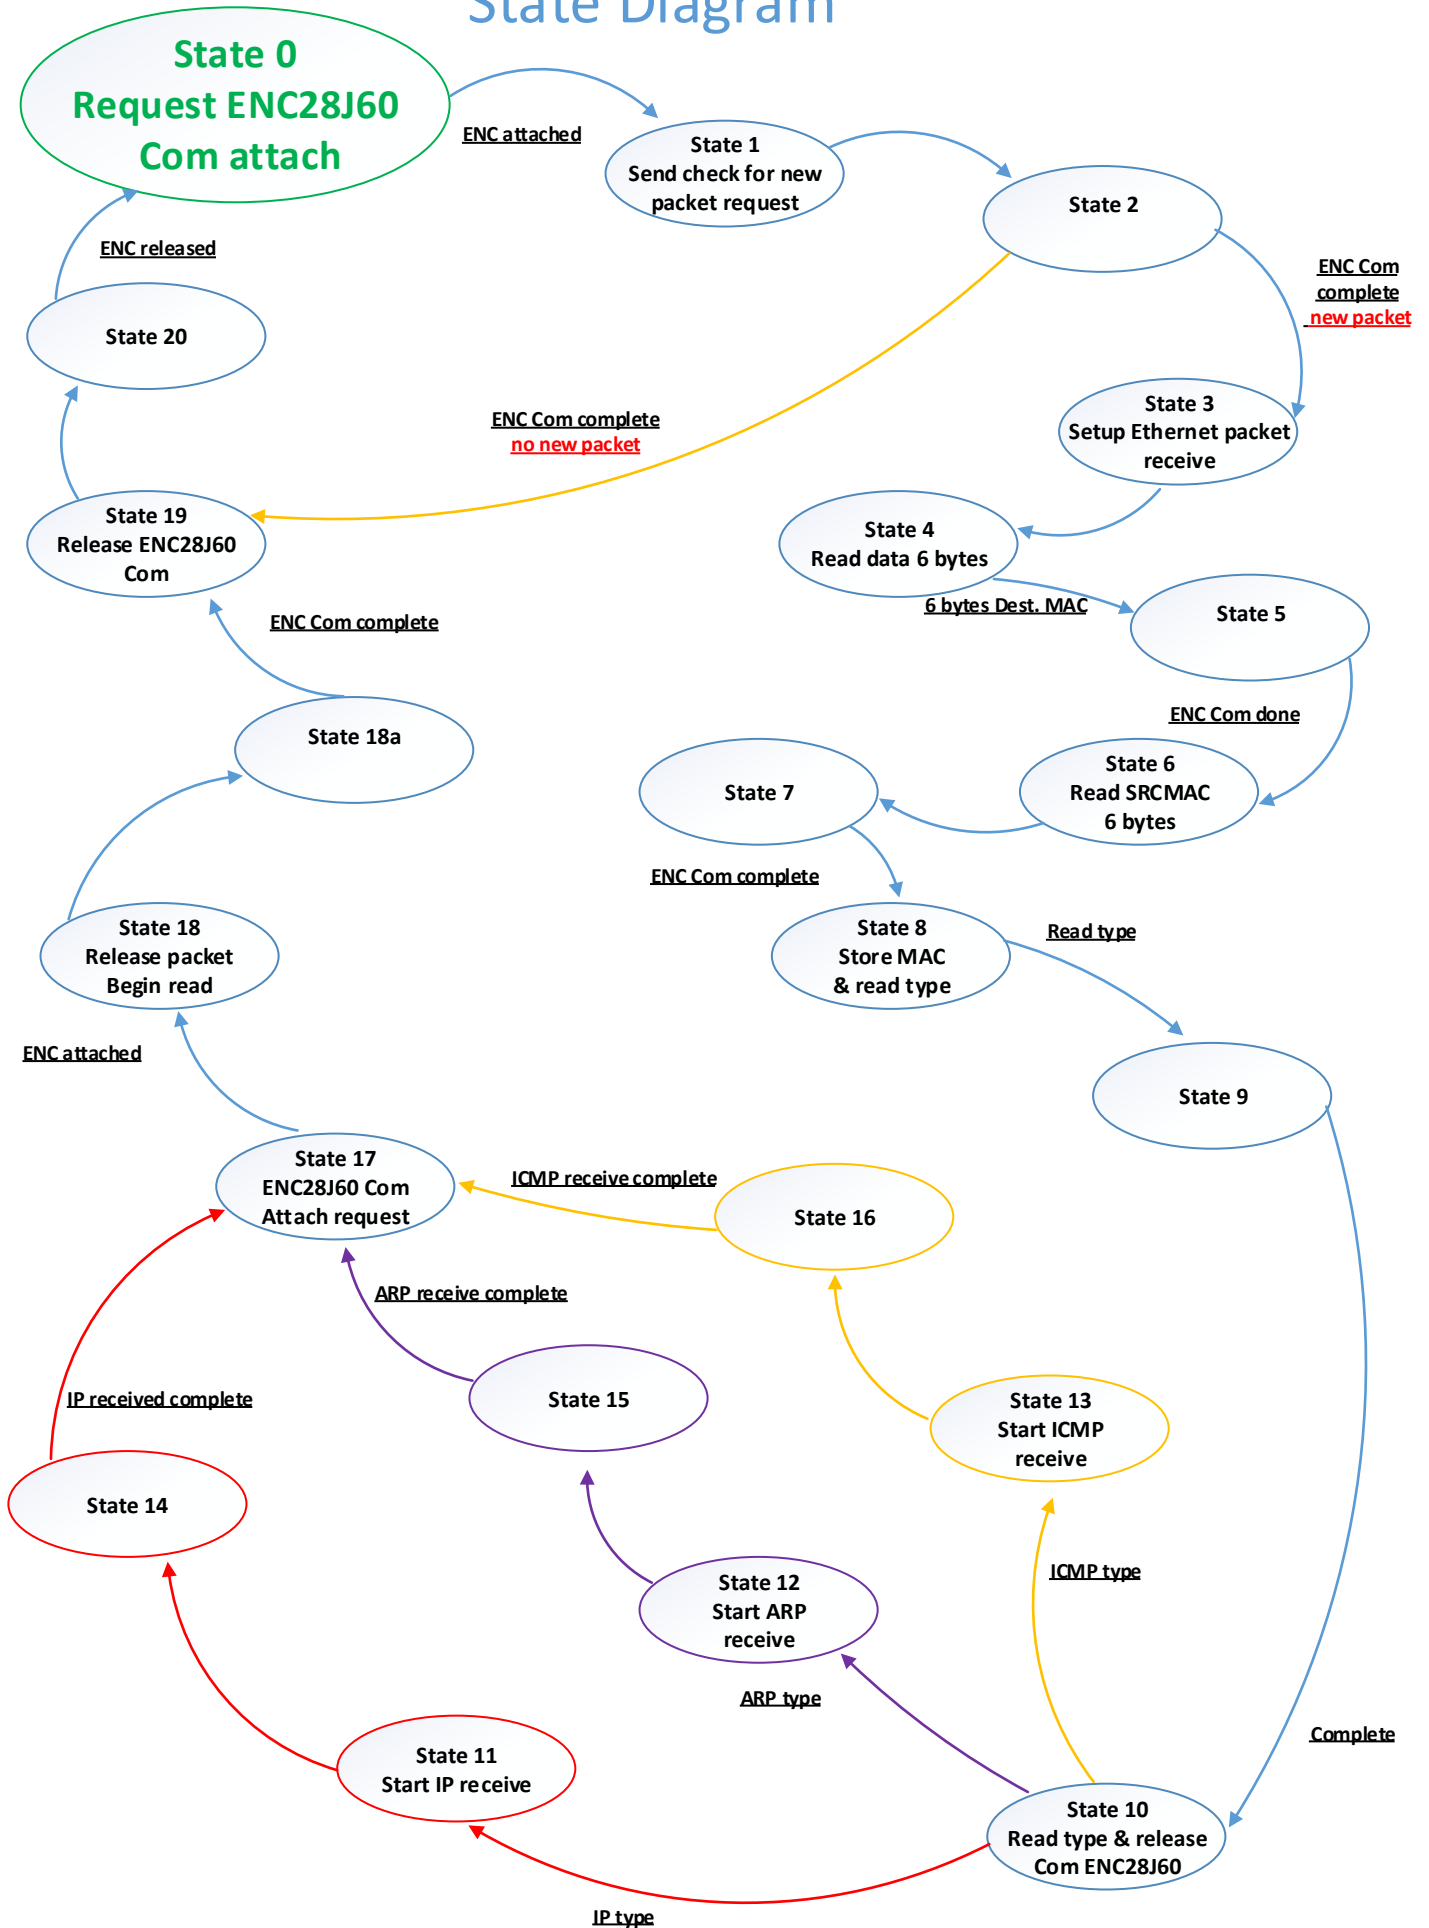 State Diagram
State 0
Request ENC28J60
Com attach
ENC attached
State 1
Send check for new
packet request
State 2
ENC Com
complete
new packet
ENC released
State 20
State 3
Setup Ethernet packet
receive
ENC Com complete
no new packet
State 19
Release ENC28J60
Com
State 4
Read data 6 bytes
6 bytes Dest. MAC
State 5
ENC Com complete
ENC Com done
State 18a
State 6
Read SRCMAC
6 bytes
State 7
ENC Com complete
State 8
Store MAC
& read type
Read type
State 18
Release packet
Begin read
ENC attached
State 9
State 17
ENC28J60 Com
Attach request
ICMP receive complete
State 16
ARP receive complete
State 15
State 13
Start ICMP
receive
IP received complete
State 14
ICMP type
State 12
Start ARP
receive
ARP type
Complete
State 11
Start IP receive
State 10
Read type & release
Com ENC28J60
IP type